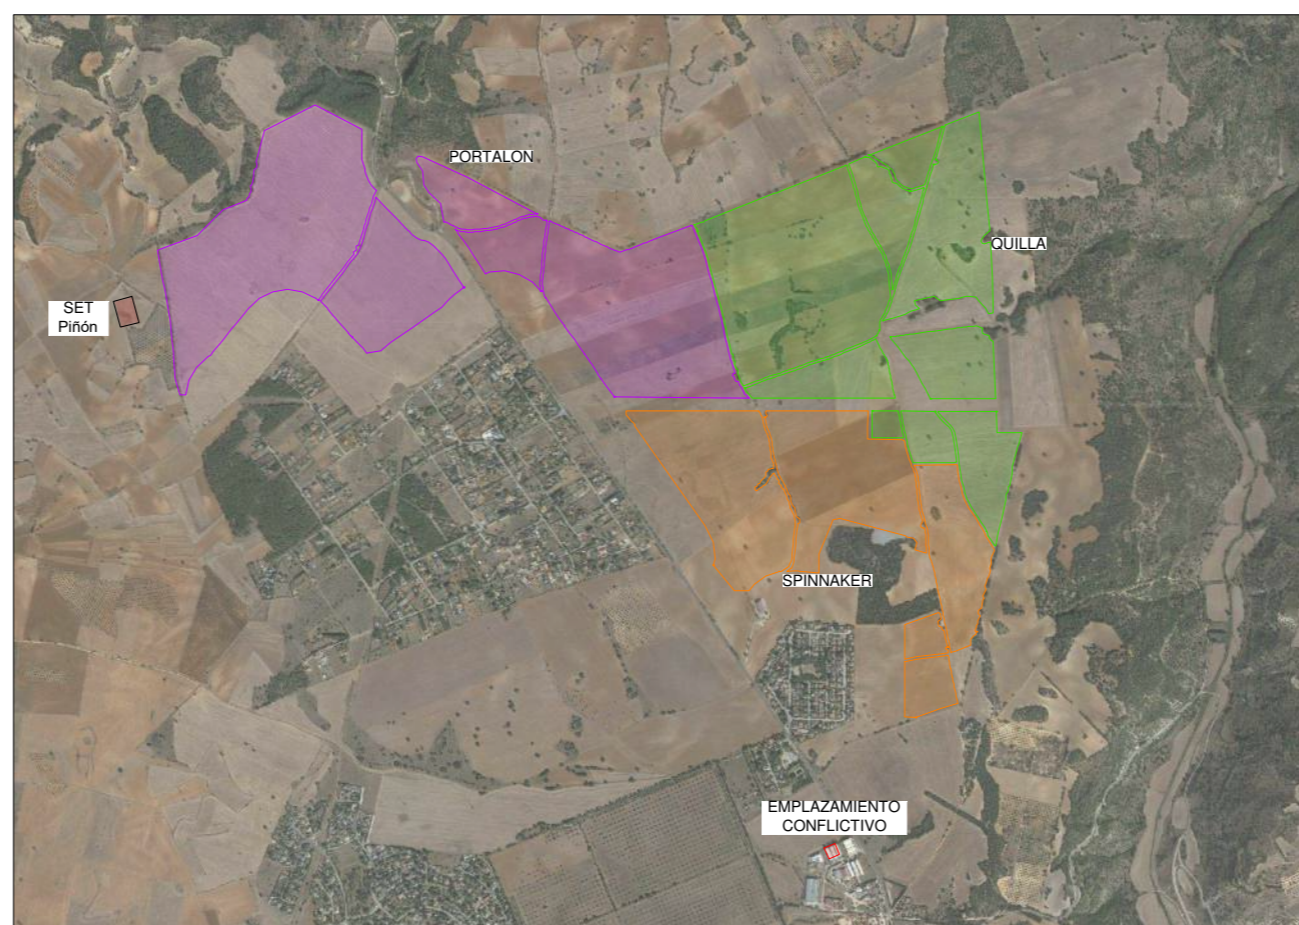 PORTALON
QUILLA
SET
Piñón
SPINNAKER
EMPLAZAMIENTO
CONFLICTIVO